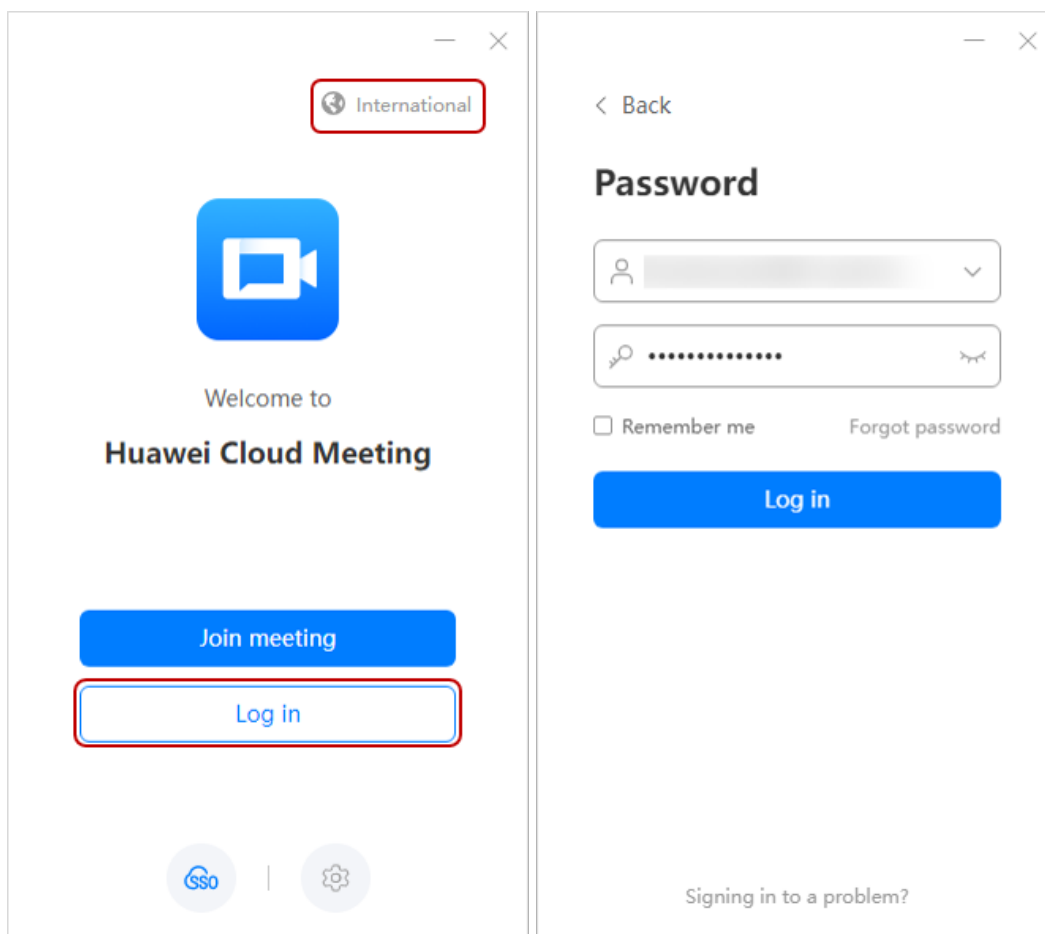 International
Welcome to
Huawei Cloud Meeting
Join meeting
Log in
SSO
Back
Password
••••••••••••••
Remember me
Forgot password
Log in
Signing in to a problem?